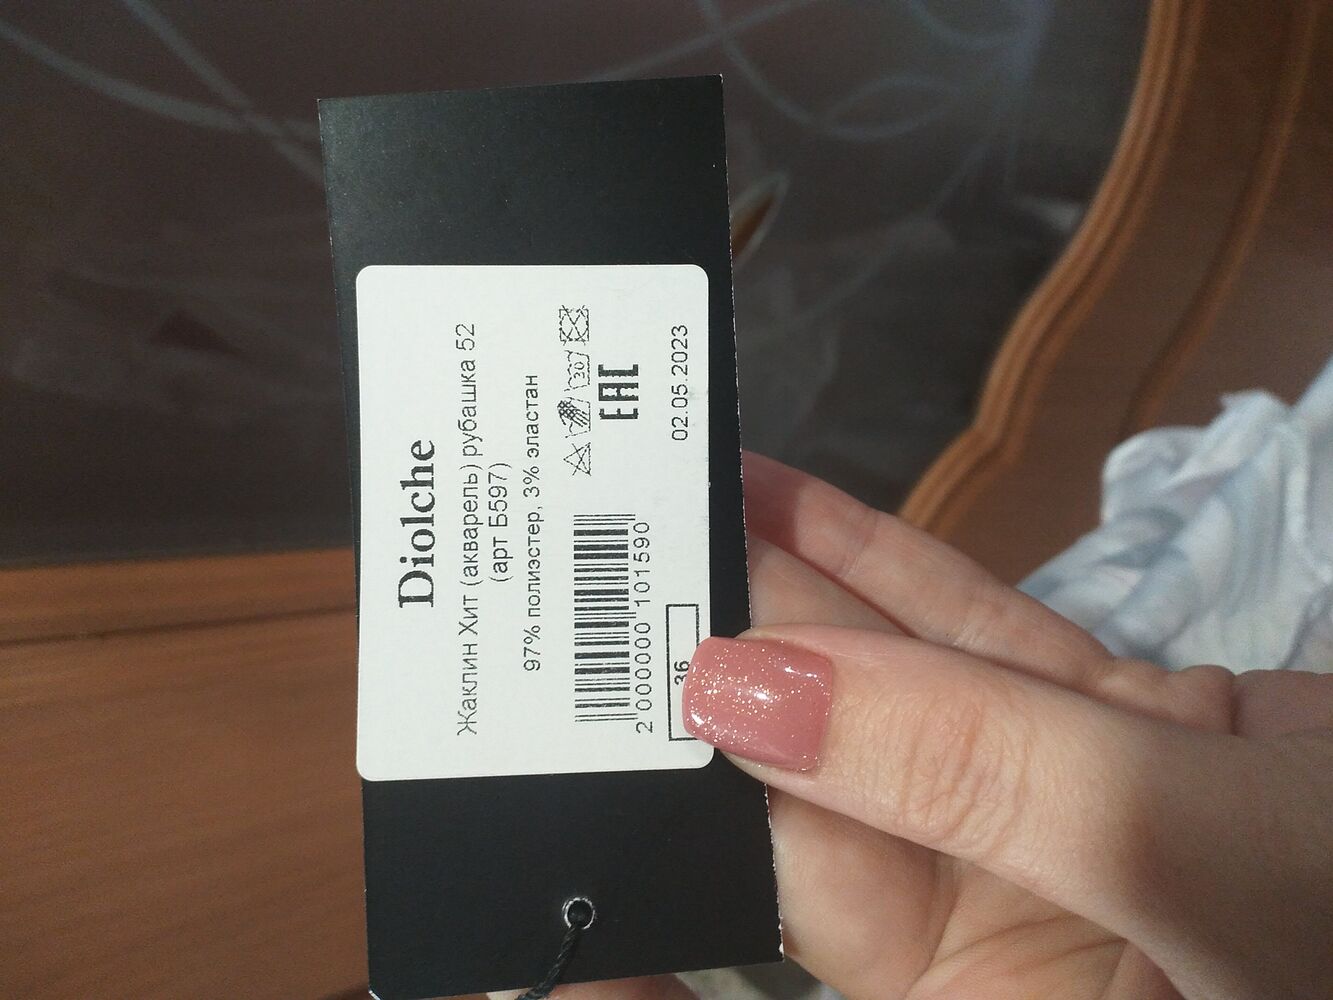 Diolche
Жаклин Хит (акварель) рубашка 52
(арт Б597)
97% полиэстер, 3% эластан
30
EAC
2 000000 101590
36
02.05.2023